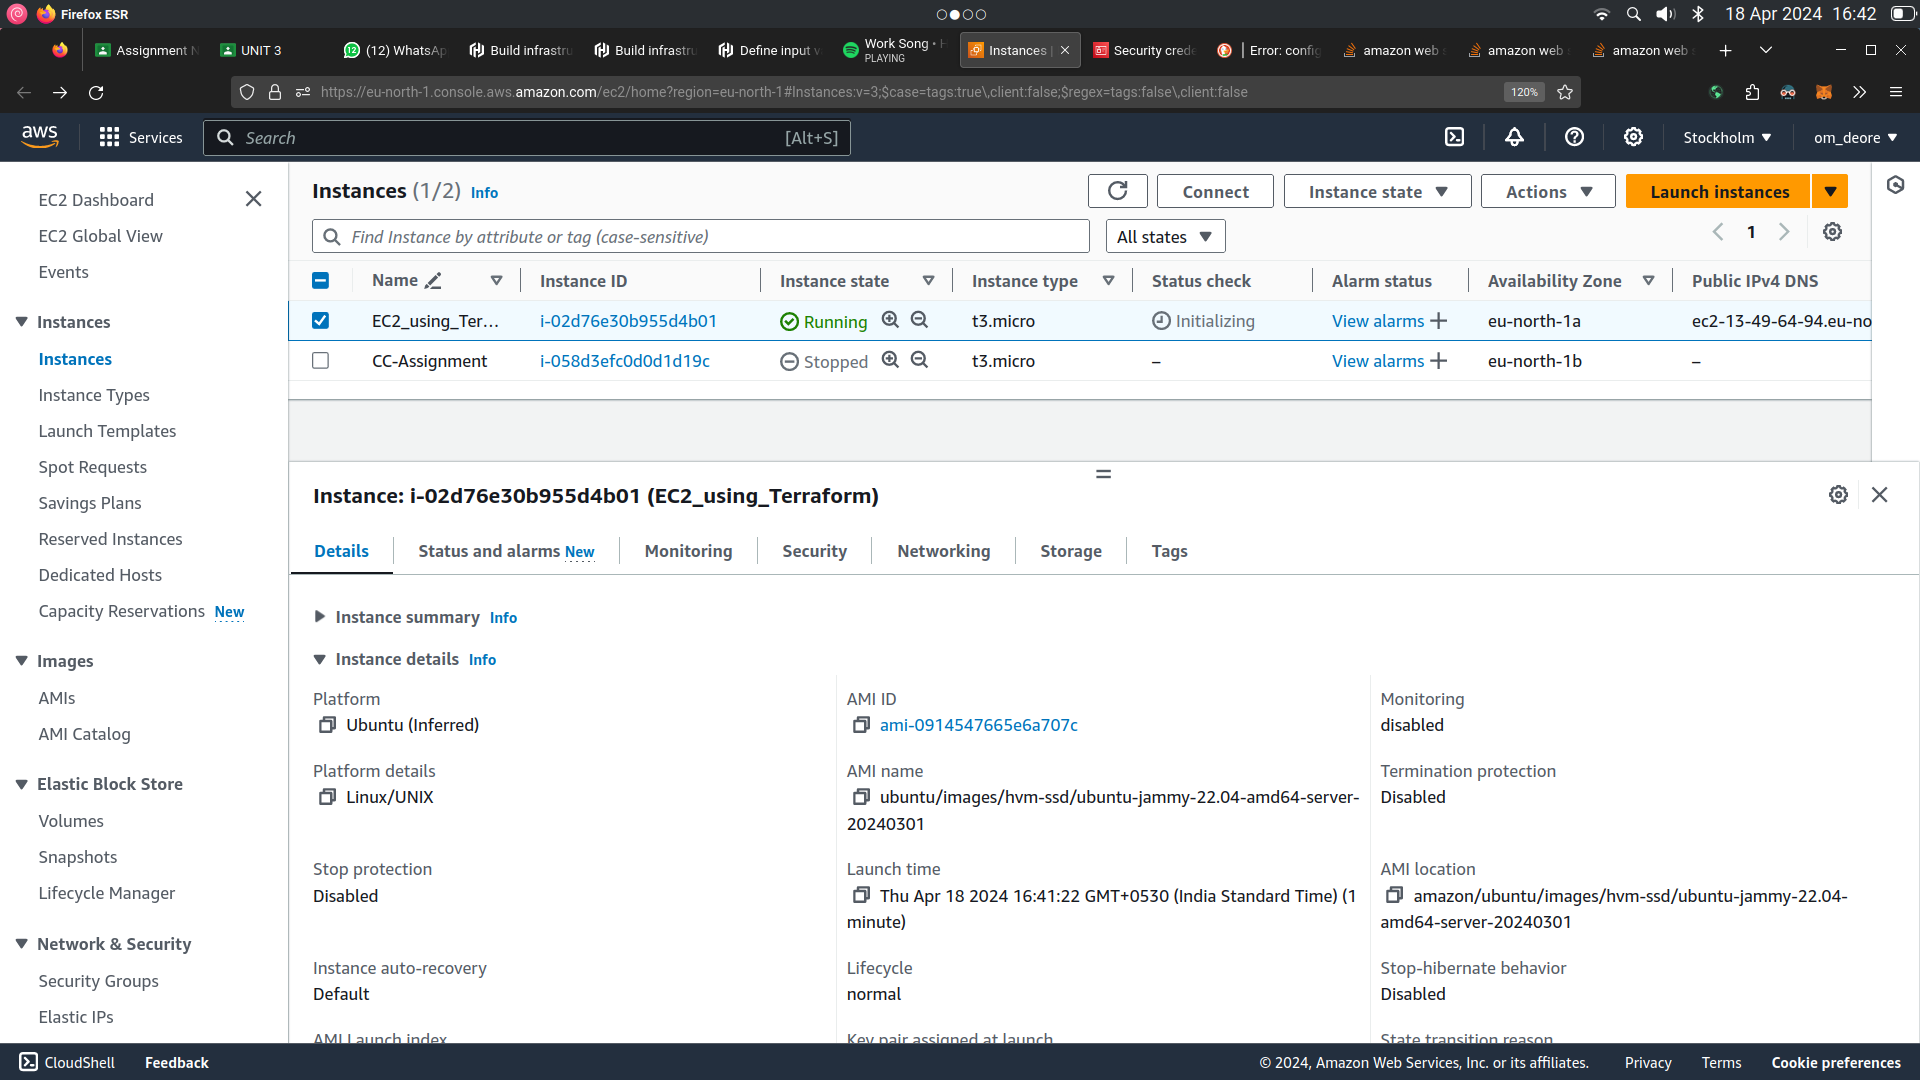 Firefox ESR
18 Apr 2024 16:42
Assignment N
UNIT 3
(12) WhatsAp
Build infrastru
Build infrastru
Define input v
Work Song •
PLAYING
Instances |
Security crede
| Error: config
amazon web s
amazon web s
amazon web s
https://eu-north-1.console.aws.amazon.com/ec2/home?region=eu-north-1#Instances:v=3;$case=tags:true\,client:false;$regex=tags:false\,client:false
120%
aws
Services
Search
[Alt+S]
Stockholm
om_deore
EC2 Dashboard
EC2 Global View
Events
Instances
Instances
Instance Types
Launch Templates
Spot Requests
Savings Plans
Reserved Instances
Dedicated Hosts
Capacity Reservations New
Images
AMIs
AMI Catalog
Elastic Block Store
Volumes
Snapshots
Lifecycle Manager
Network & Security
Security Groups
Elastic IPs
Instances (1/2) Info
Connect
Instance state
Actions
Launch instances
Find Instance by attribute or tag (case-sensitive)
All states
1
Name Instance ID Instance state Instance type Status check Alarm status Availability Zone Public IPv4 DNS
EC2_using_Ter... i-02d76e30b955d4b01 Running t3.micro Initializing View alarms + eu-north-1a ec2-13-49-64-94.eu-no
CC-Assignment i-058d3efc0d0d1d19c Stopped t3.micro – View alarms + eu-north-1b –
Instance: i-02d76e30b955d4b01 (EC2_using_Terraform)
Details
Status and alarms New
Monitoring
Security
Networking
Storage
Tags
Instance summary Info
Instance details Info
Platform
Ubuntu (Inferred)
AMI ID
ami-0914547665e6a707c
Monitoring
disabled
Platform details
Linux/UNIX
AMI name
ubuntu/images/hvm-ssd/ubuntu-jammy-22.04-amd64-server-
20240301
Termination protection
Disabled
Stop protection
Disabled
Launch time
Thu Apr 18 2024 16:41:22 GMT+0530 (India Standard Time) (1
minute)
AMI location
amazon/ubuntu/images/hvm-ssd/ubuntu-jammy-22.04-
amd64-server-20240301
Instance auto-recovery
Default
Lifecycle
normal
Stop-hibernate behavior
Disabled
AMI Launch index
Key pair assigned at launch
State transition reason
CloudShell
Feedback
© 2024, Amazon Web Services, Inc. or its affiliates.
Privacy
Terms
Cookie preferences